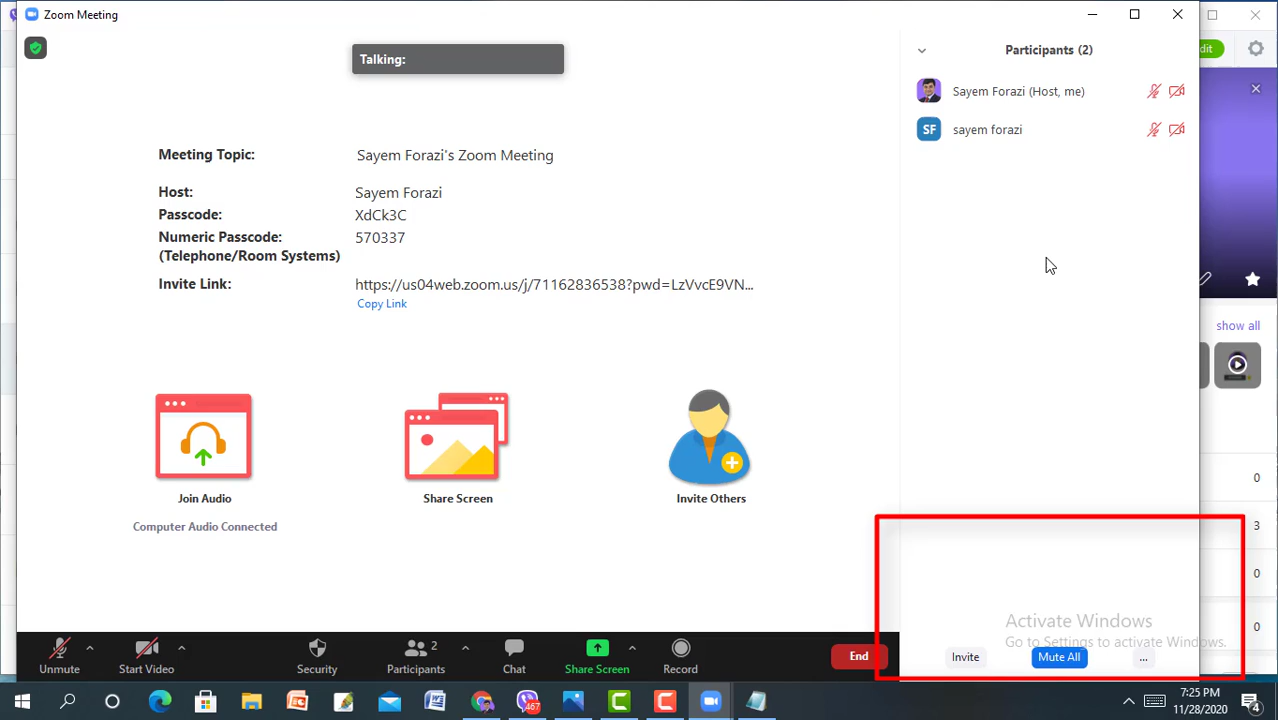 Zoom Meeting
Talking:
Meeting Topic: Sayem Forazi's Zoom Meeting
Host: Sayem Forazi
Passcode: XdCk3C
Numeric Passcode: 570337
(Telephone/Room Systems)
Invite Link: https://us04web.zoom.us/j/71162836538?pwd=LzVvcE9VN...
Copy Link
Join Audio
Computer Audio Connected
Share Screen
Invite Others
Participants (2)
Sayem Forazi (Host, me)
SF sayem forazi
dit
show all
0
3
0
0
Activate Windows
Go to Settings to activate Windows.
Invite
Mute All
...
Unmute
Start Video
Security
2
Participants
Chat
Share Screen
Record
End
467
7:25 PM
11/28/2020
4